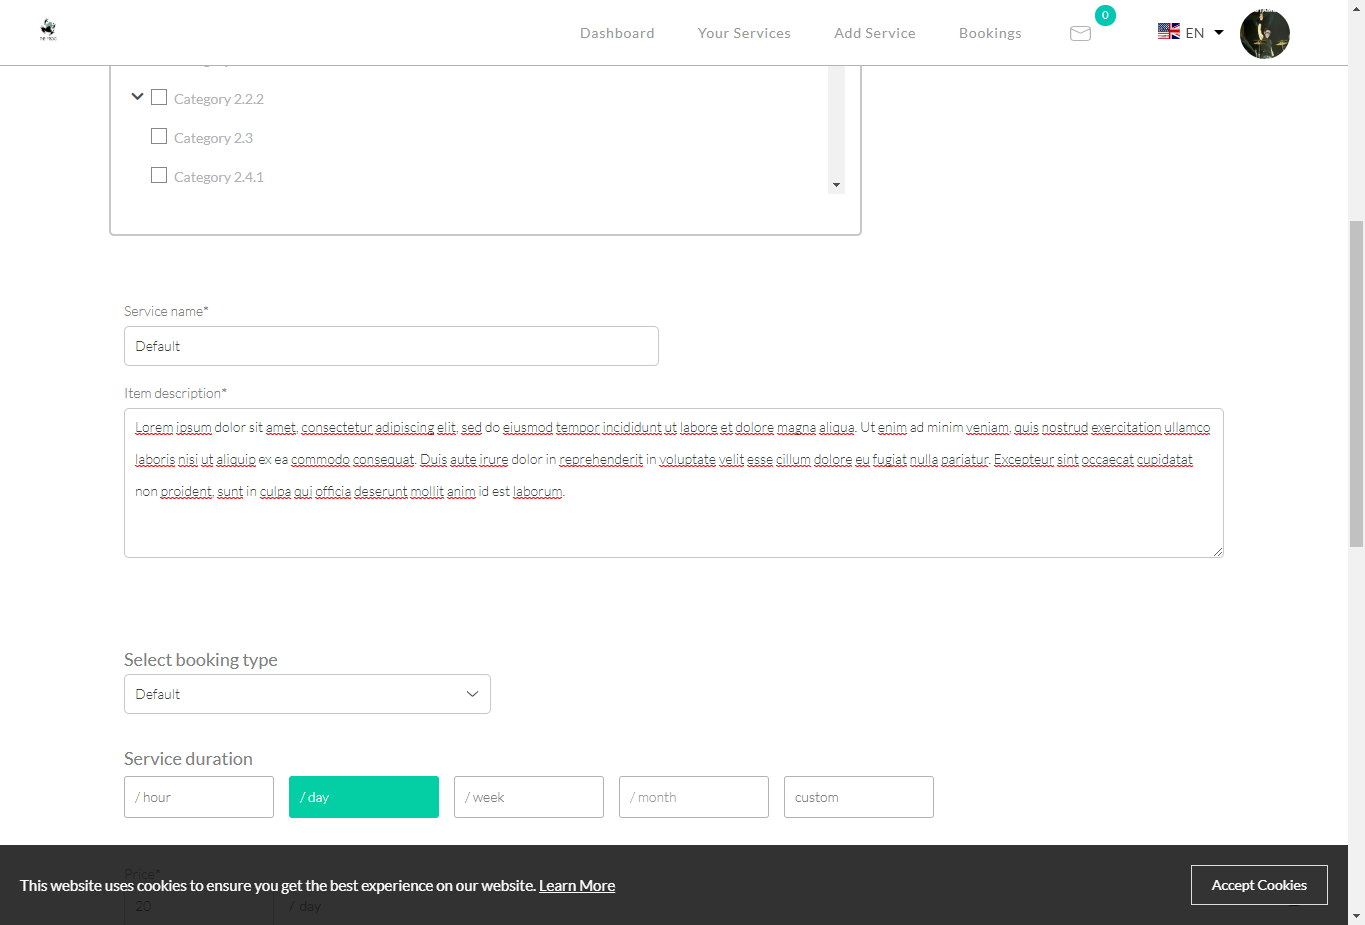 Dashboard
Your Services
Add Service
Bookings
0
EN
Category 2.2.2
Category 2.3
Category 2.4.1
Service name*
Default
Item description*
Lorem ipsum dolor sit amet, consectetur adipiscing elit, sed do eiusmod tempor incididunt ut labore et dolore magna aliqua. Ut enim ad minim veniam, quis nostrud exercitation ullamco
laboris nisi ut aliquip ex ea commodo consequat. Duis aute irure dolor in reprehenderit in voluptate velit esse cillum dolore eu fugiat nulla pariatur. Excepteur sint occaecat cupidatat
non proident, sunt in culpa qui officia deserunt mollit anim id est laborum.
Select booking type
Default
Service duration
/ hour
/ day
/ week
/ month
custom
Price*
This website uses cookies to ensure you get the best experience on our website. Learn More
Accept Cookies
20
/ day